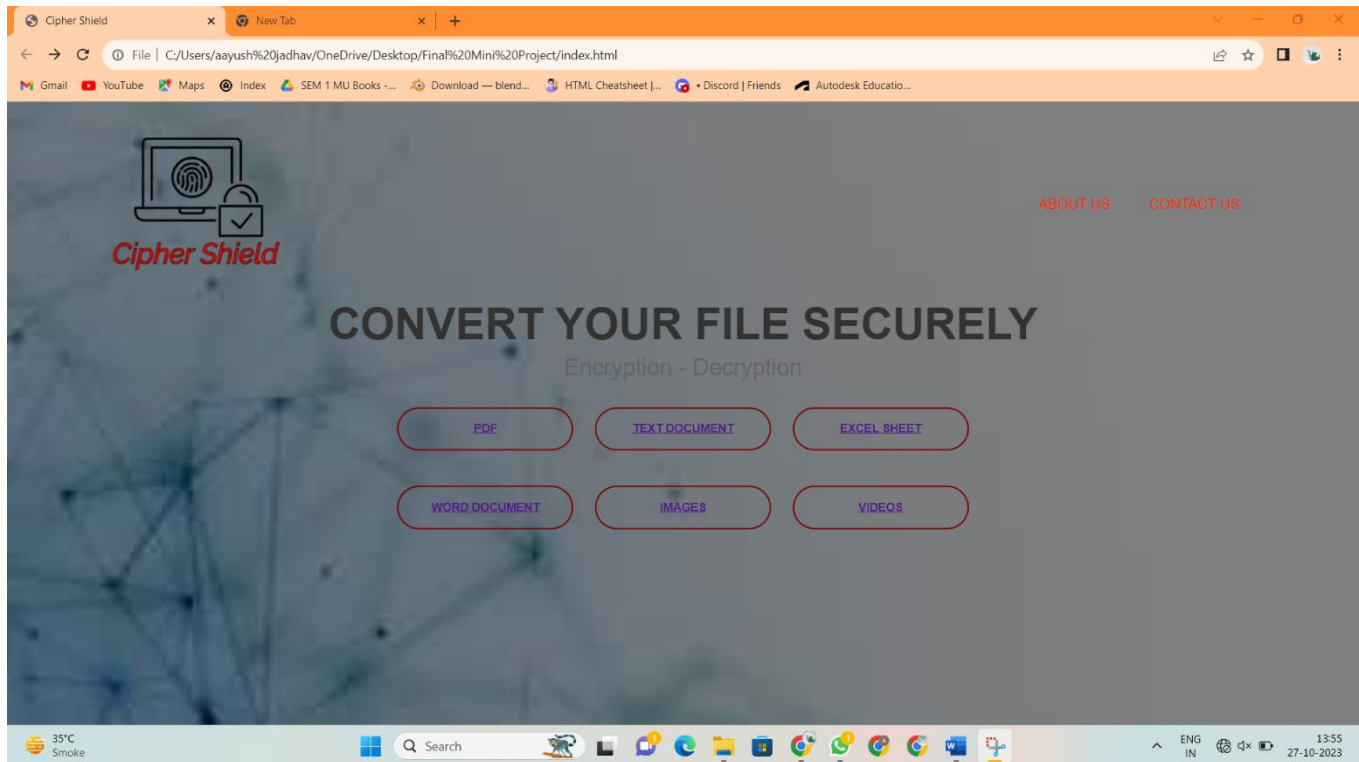 Cipher Shield
New Tab
File | C:/Users/aayush%20jadhav/OneDrive/Desktop/Final%20Mini%20Project/index.html
Gmail YouTube Maps Index SEM 1 MU Books -... Download — blend... HTML Cheatsheet |... • Discord | Friends Autodesk Educatio...
Cipher Shield
ABOUT US CONTACT US
CONVERT YOUR FILE SECURELY
Encryption - Decryption
PDF TEXT DOCUMENT EXCEL SHEET
WORD DOCUMENT IMAGES VIDEOS
35°C
Smoke
Search
ENG
IN
13:55
27-10-2023